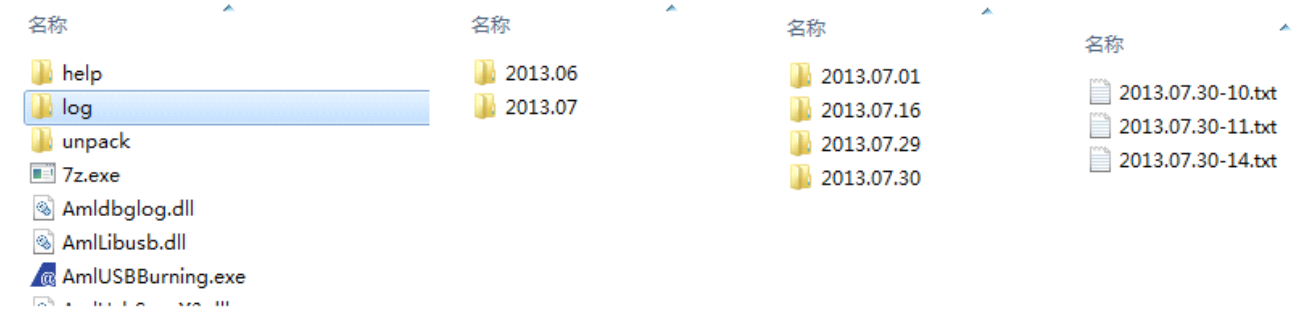 名称
help
log
unpack
7z.exe
Amldbglog.dll
AmlLibusb.dll
AmlUSBBurning.exe
名称
2013.06
2013.07
名称
2013.07.01
2013.07.16
2013.07.29
2013.07.30
名称
2013.07.30-10.txt
2013.07.30-11.txt
2013.07.30-14.txt